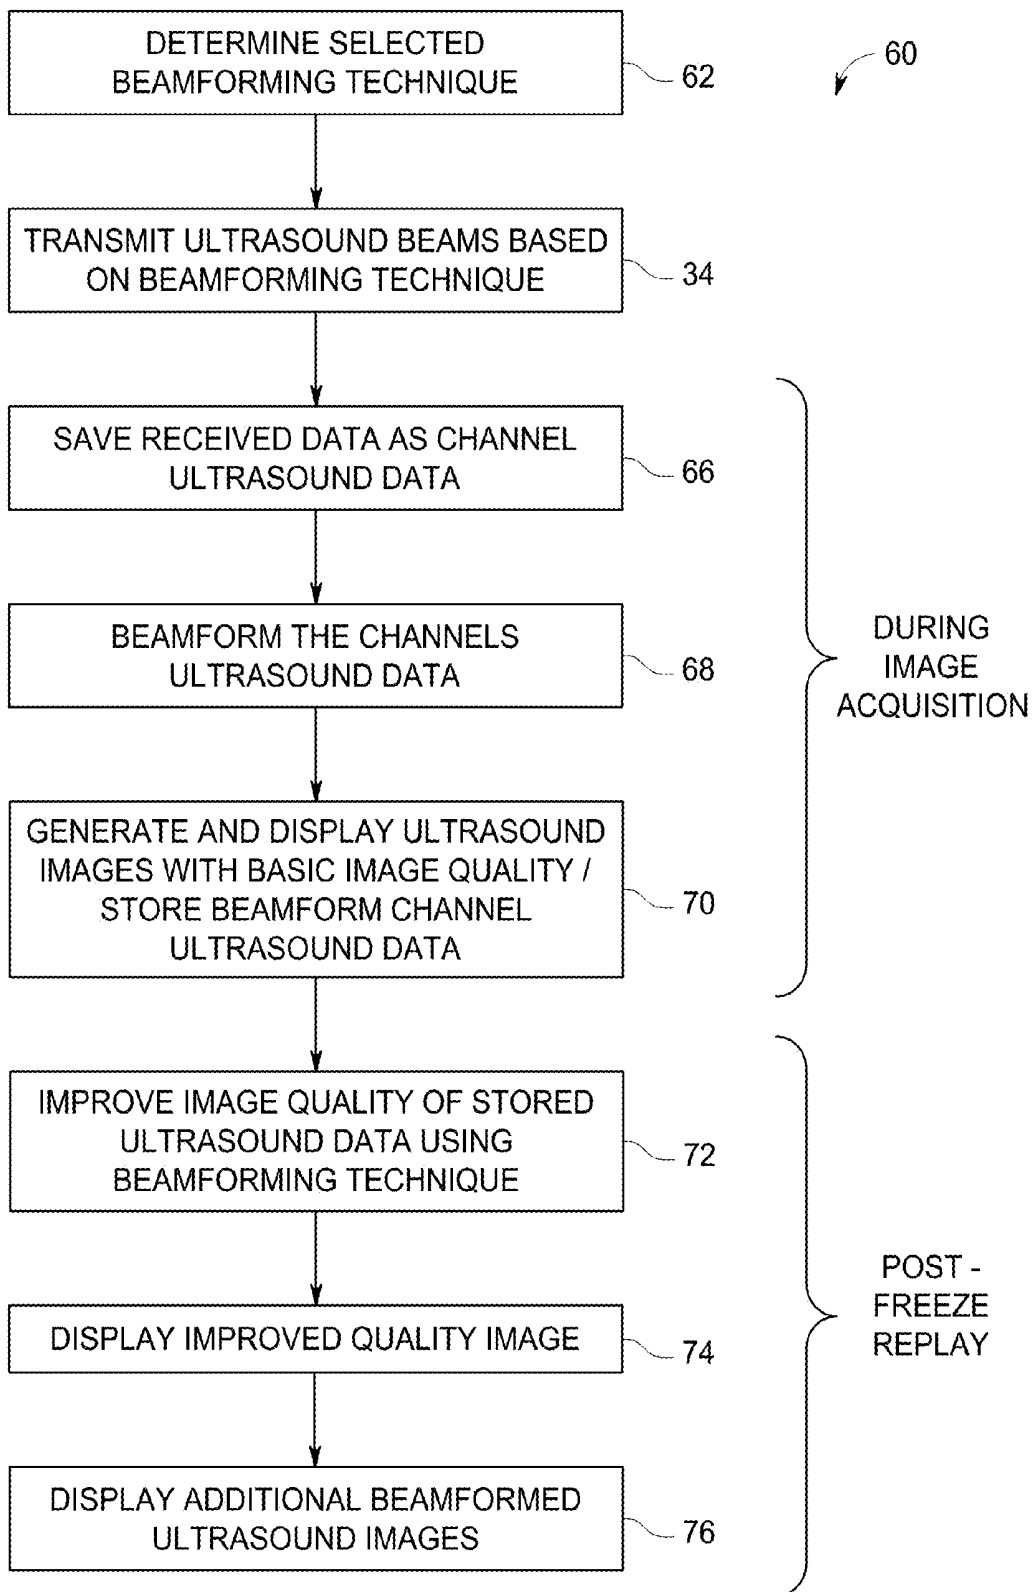 DETERMINE SELECTED
BEAMFORMING TECHNIQUE
62
60
TRANSMIT ULTRASOUND BEAMS BASED
ON BEAMFORMING TECHNIQUE
34
SAVE RECEIVED DATA AS CHANNEL
ULTRASOUND DATA
66
BEAMFORM THE CHANNELS
ULTRASOUND DATA
68
GENERATE AND DISPLAY ULTRASOUND
IMAGES WITH BASIC IMAGE QUALITY /
STORE BEAMFORM CHANNEL
ULTRASOUND DATA
70
DURING
IMAGE
ACQUISITION
IMPROVE IMAGE QUALITY OF STORED
ULTRASOUND DATA USING
BEAMFORMING TECHNIQUE
72
DISPLAY IMPROVED QUALITY IMAGE
74
DISPLAY ADDITIONAL BEAMFORMED
ULTRASOUND IMAGES
76
POST -
FREEZE
REPLAY